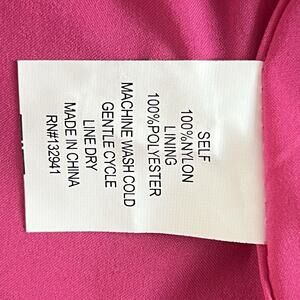 SELF
100%NYLON
LINING
100%POLYESTER
MACHINE WASH COLD
GENTLE CYCLE
LINE DRY
MADE IN CHINA
RN#132941